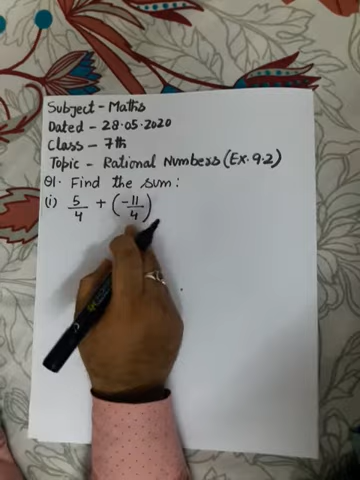 Subject - Maths
Dated - 28.05.2020
Class - 7th
Topic - Rational Numbers (Ex. 9.2)
Q1. Find the sum:
(i) 5/4 + (-11/4)